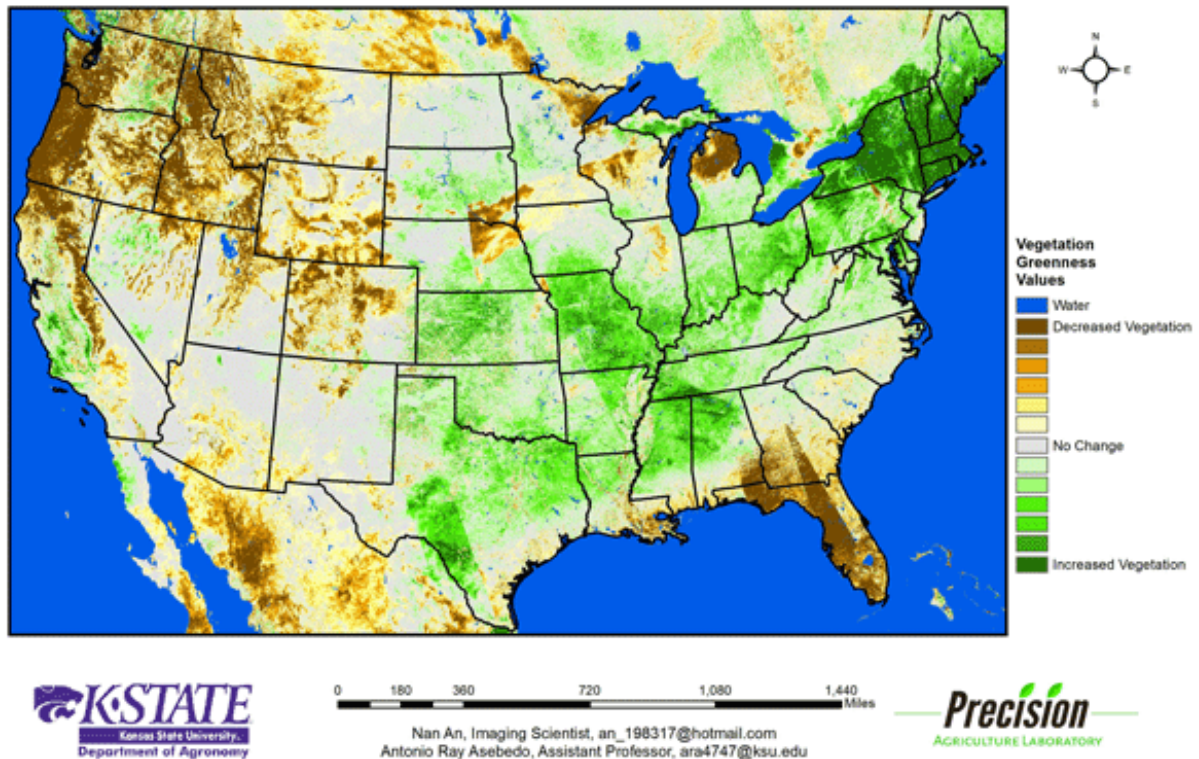 N
W E
S
Vegetation
Greenness
Values
Water
Decreased Vegetation
No Change
Increased Vegetation
K-STATE
Kansas State University.
Department of Agronomy
0 180 360 720 1,080 1,440
Miles
Nan An, Imaging Scientist, an_198317@hotmail.com
Antonio Ray Asebedo, Assistant Professor, ara4747@ksu.edu
Precision
AGRICULTURE LABORATORY